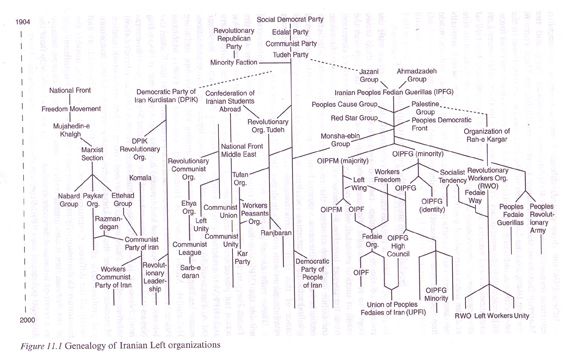 1904
Social Democrat Party
Edalat Party
Communist Party
Tudeh Party
Revolutionary
Republican
Party
Minority Faction
Jazani
Group
Ahmadzadeh
Group
Iranian Peoples Fedian Guerillas (IPFG)
National Front
Freedom Movement
Mujahedin-e
Khalgh
Marxist
Section
Democratic Party of
Iran Kurdistan (DPIK)
Confederation of
Iranian Students
Abroad
Peoples Cause Group
Palestine
Group
Red Star Group
Peoples Democratic
Front
Revolutionary
Org. Tudeh
Monsha-ebin
Group
Organization of
Rah-e Kargar
DPIK
Revolutionary
Org.
National Front
Middle East
OIPFM (majority)
OIPFG (minority)
Revolutionary
Communist
Org.
Tufan
Org.
Left
Wing
Workers
Freedom
Socialist
Tendency
Revolutionary
Workers Org.
(RWO)
Komala
Nabard
Group
Paykar
Org.
Ettehad
Group
Razman-
degan
Ehye
Org.
Left
Unity
Communist
Union
Workers
Peasants
Org.
Ranjbaran
OIPFM
OIPF
OIPFG
OIPFG
(identity)
Fedaie
Way
Peoples
Fedaie
Guerillas
Peoples
Revolut-
ionary
Army
Communist
Party of Iran
Communist
League
Communist
Unity
Kar
Party
Fedaie
Org.
OIPFG
High
Council
Workers
Communist
Party of Iran
Revolut-
ionary
Leader-
ship
Sarb-e
daran
Democratic
Party of
People
of Iran
OIPF
OIPFG
Minority
Union of Peoples
Fedaies of Iran (UPFI)
RWO
Left Workers Unity
2000
Figure 11.1 Genealogy of Iranian Left organizations